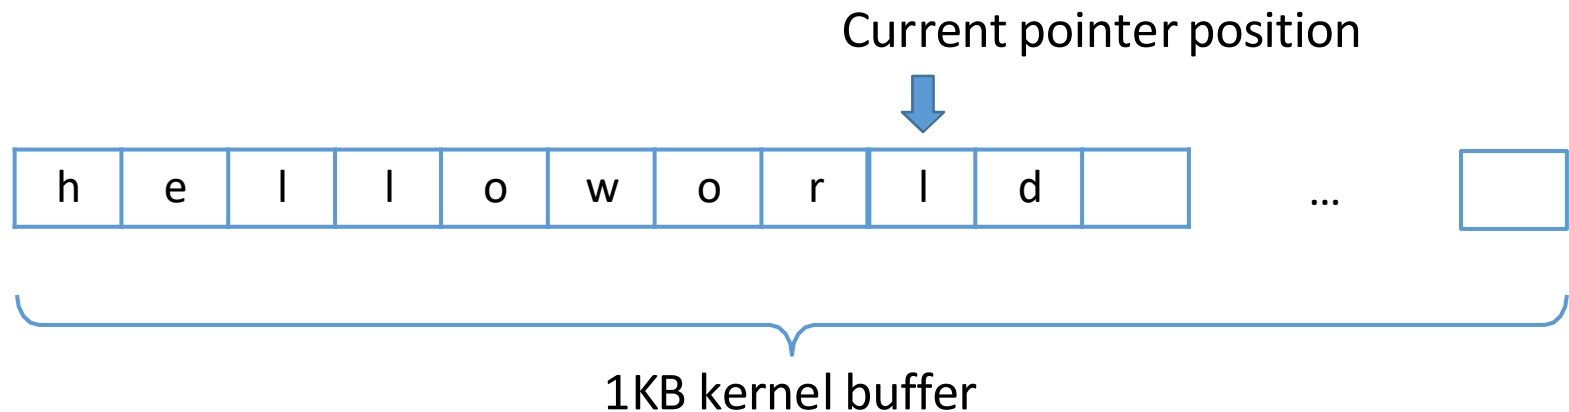 Current pointer position
h e l l o w o r l d ...
1KB kernel buffer